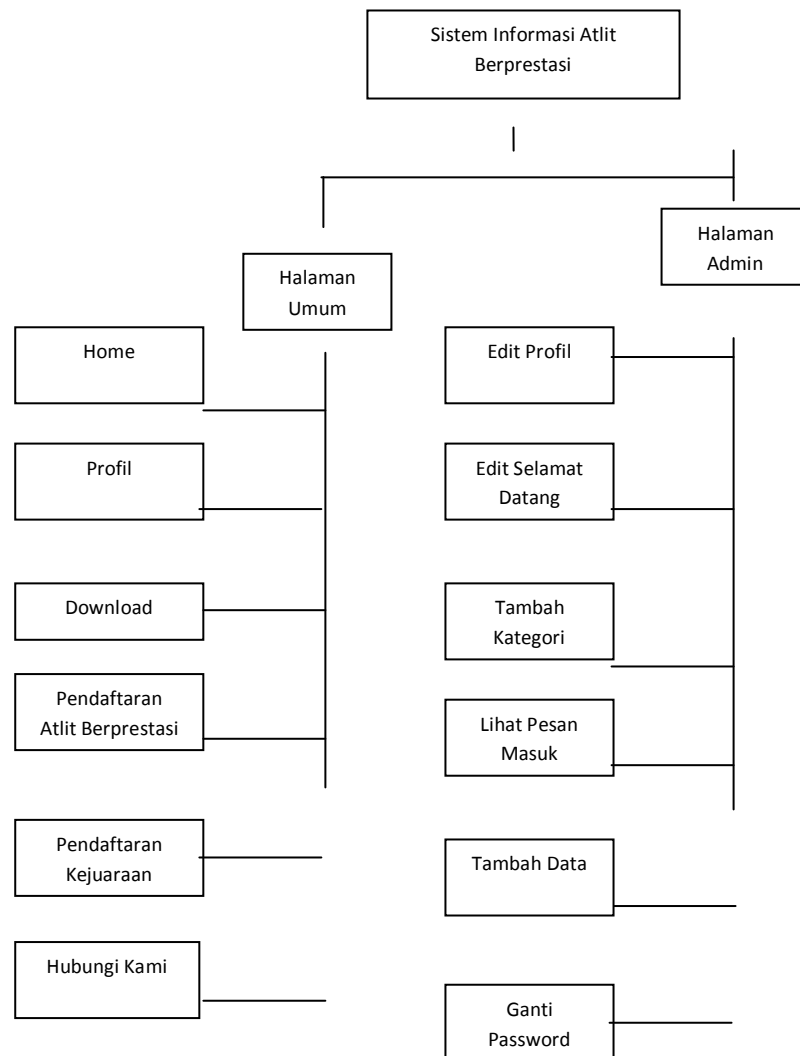 Sistem Informasi Atlit
Berprestasi
Halaman
Umum
Halaman
Admin
Home
Profil
Download
Pendaftaran
Atlit Berprestasi
Pendaftaran
Kejuaraan
Hubungi Kami
Edit Profil
Edit Selamat
Datang
Tambah
Kategori
Lihat Pesan
Masuk
Tambah Data
Ganti
Password